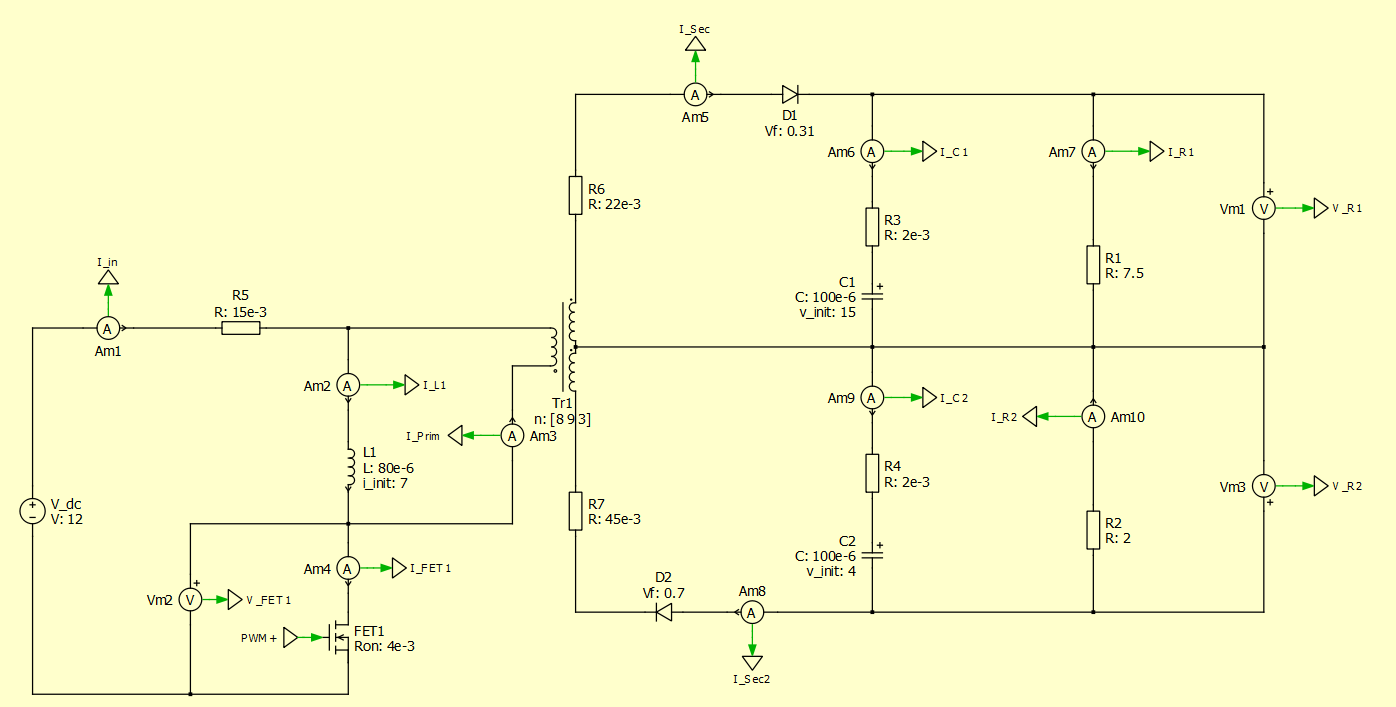 I_Sec
A
Am5
D1
Vf: 0.31
Am6
A
I_C1
Am7
A
I_R1
R6
R: 22e-3
R3
R: 2e-3
+
Vm1
V
V_R1
I_in
R5
R: 15e-3
C1
+
C: 100e-6
v_init: 15
R1
R: 7.5
A
Am1
Am2
A
I_L1
Tr1
n: [8 9 3]
Am9
A
I_C2
I_R2
A
Am10
I_Prim
A
Am3
L1
L: 80e-6
i_init: 7
R4
R: 2e-3
Vm3
V
V_R2
+
+
−
V_dc
V: 12
R7
R: 45e-3
R2
R: 2
C2
+
C: 100e-6
v_init: 4
Am4
A
I_FET1
+
Vm2
V
V_FET1
D2
Vf: 0.7
Am8
A
PWM+
FET1
Ron: 4e-3
I_Sec2